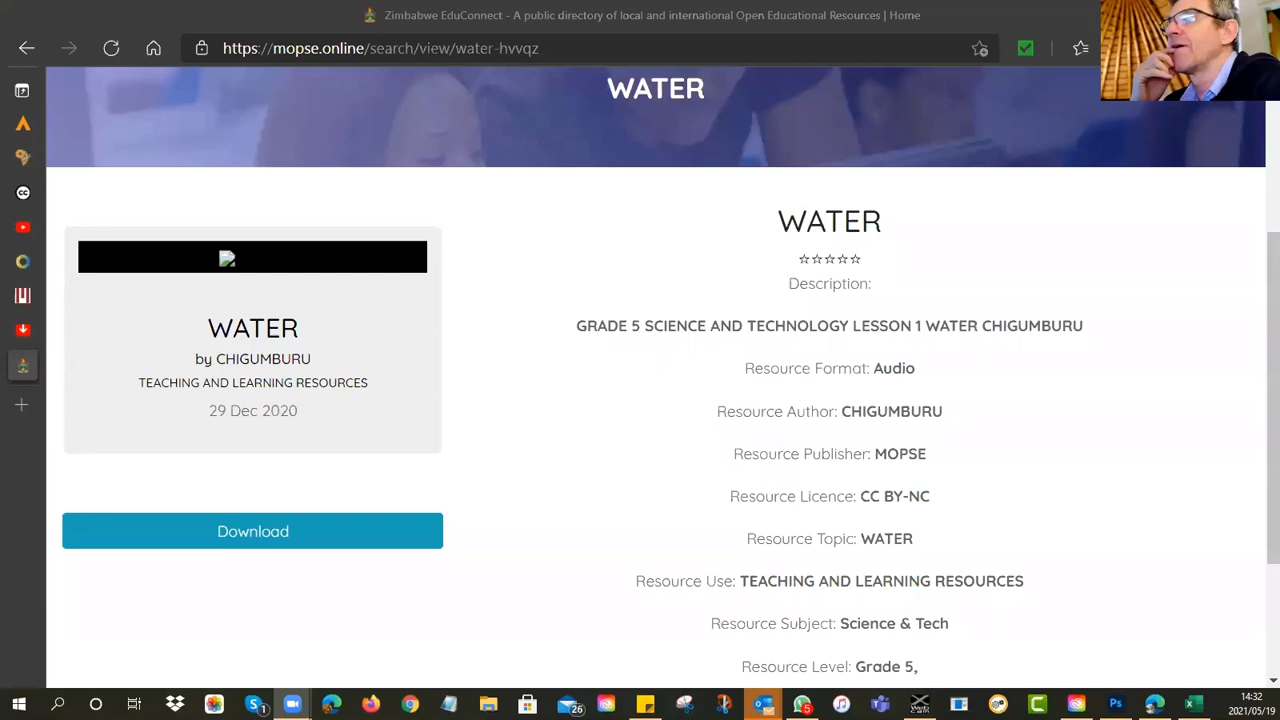 Zimbabwe EduConnect - A public directory of local and international Open Educational Resources | Home
https://mopse.online/search/view/water-hvvqz
WATER
WATER
by CHIGUMBURU
TEACHING AND LEARNING RESOURCES
29 Dec 2020
Download
WATER
☆☆☆☆☆
Description:
GRADE 5 SCIENCE AND TECHNOLOGY LESSON 1 WATER CHIGUMBURU
Resource Format: Audio
Resource Author: CHIGUMBURU
Resource Publisher: MOPSE
Resource Licence: CC BY-NC
Resource Topic: WATER
Resource Use: TEACHING AND LEARNING RESOURCES
Resource Subject: Science & Tech
Resource Level: Grade 5,
1
26
5
14:32
2021/05/19